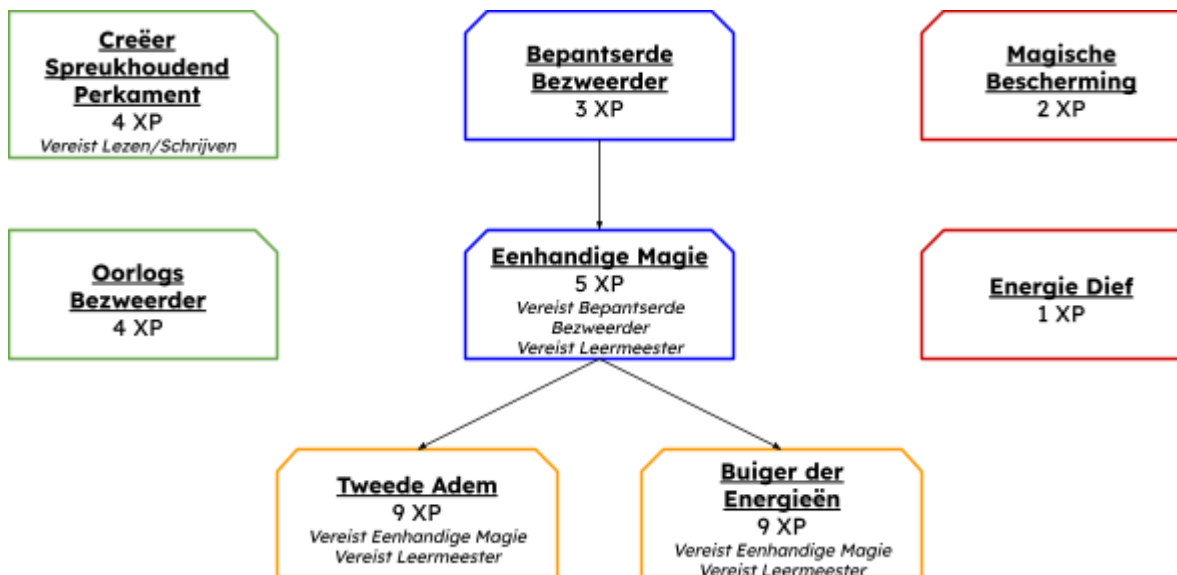 Creëer
Spreukhoudend
Perkament
4 XP
Vereist Lezen/Schrijven
Bepantserde
Bezweerder
3 XP
Magische
Bescherming
2 XP
Oorlogs
Bezweerder
4 XP
Eenhandige Magie
5 XP
Vereist Bepantserde
Bezweerder
Vereist Leermeester
Energie Dief
1 XP
Tweede Adem
9 XP
Vereist Eenhandige Magie
Vereist Leermeester
Buiger der
Energieën
9 XP
Vereist Eenhandige Magie
Vereist Leermeester